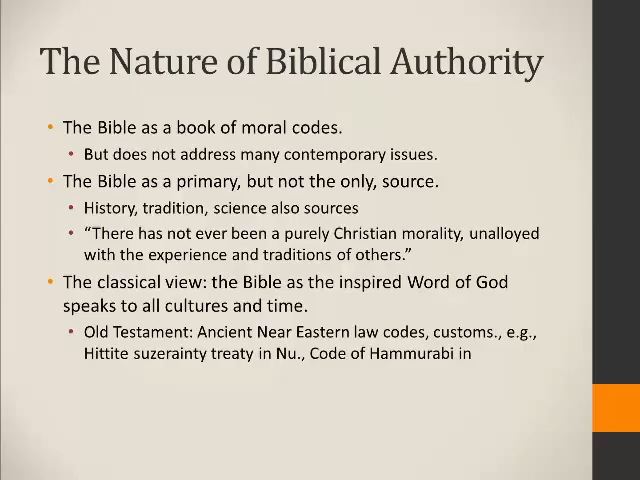 The Nature of Biblical Authority
• The Bible as a book of moral codes.
• But does not address many contemporary issues.
• The Bible as a primary, but not the only, source.
• History, tradition, science also sources
• “There has not ever been a purely Christian morality, unalloyed
with the experience and traditions of others.”
• The classical view: the Bible as the inspired Word of God
speaks to all cultures and time.
• Old Testament: Ancient Near Eastern law codes, customs., e.g.,
Hittite suzerainty treaty in Nu., Code of Hammurabi in